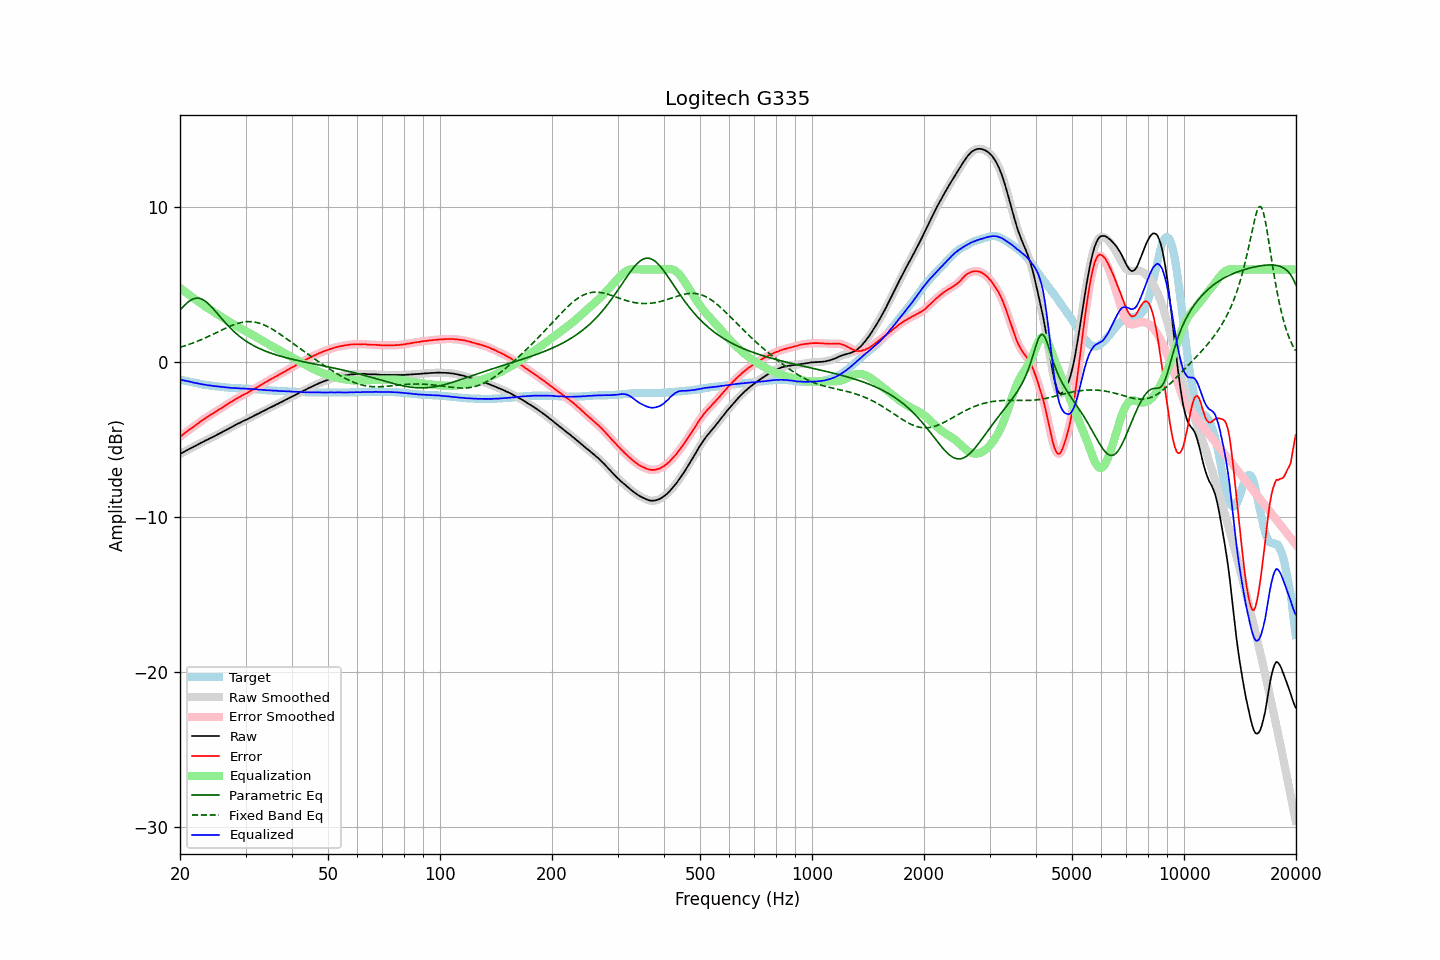 Logitech G335
Amplitude (dBr)
10
0
−10
−20
−30
Target
Raw Smoothed
Error Smoothed
Raw
Error
Equalization
Parametric Eq
Fixed Band Eq
Equalized
20 50 100 200 500 1000 2000 5000 10000 20000
Frequency (Hz)